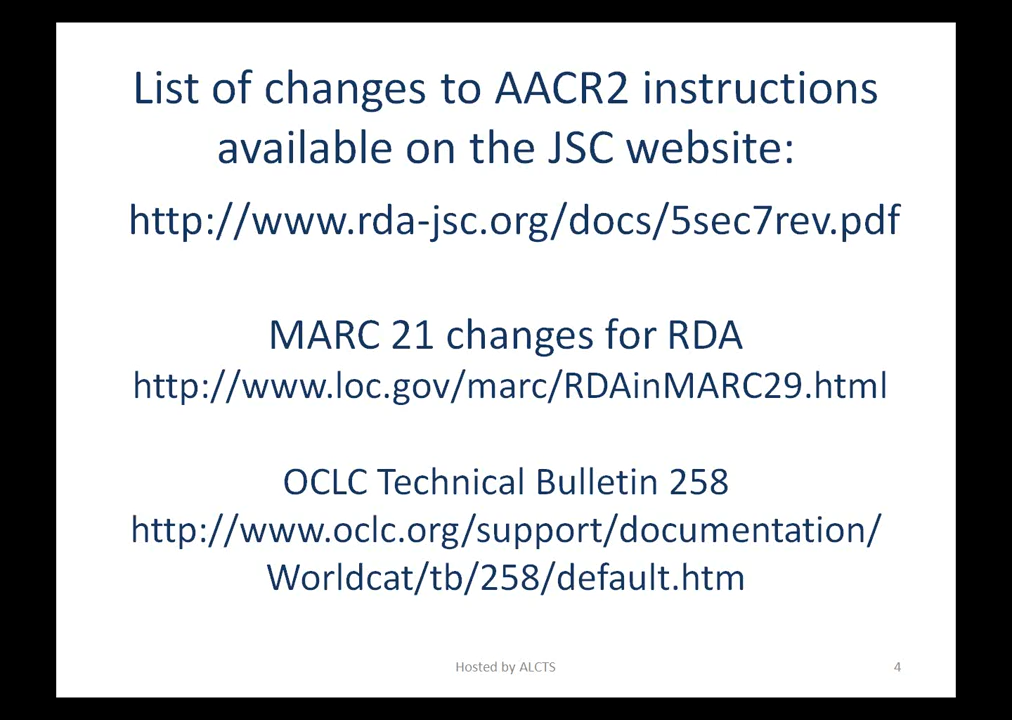 List of changes to AACR2 instructions
available on the JSC website:
http://www.rda-jsc.org/docs/5sec7rev.pdf
MARC 21 changes for RDA
http://www.loc.gov/marc/RDAinMARC29.html
OCLC Technical Bulletin 258
http://www.oclc.org/support/documentation/
Worldcat/tb/258/default.htm
Hosted by ALCTS
4